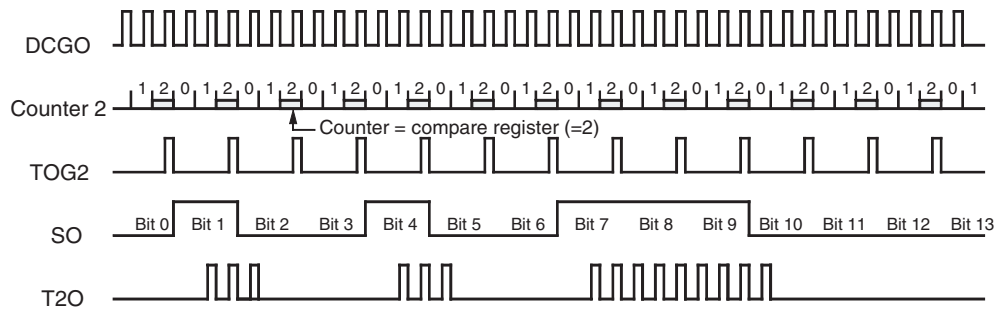 DCGO
Counter 2 1 2 0 1 2 0 1 2 0 1 2 0 1 2 0 1 2 0 1 2 0 1 2 0 1 2 0 1 2 0 1 2 0 1 2 0 1 2 0 1
Counter = compare register (=2)
TOG2
SO Bit 0 Bit 1 Bit 2 Bit 3 Bit 4 Bit 5 Bit 6 Bit 7 Bit 8 Bit 9 Bit 10 Bit 11 Bit 12 Bit 13
T2O